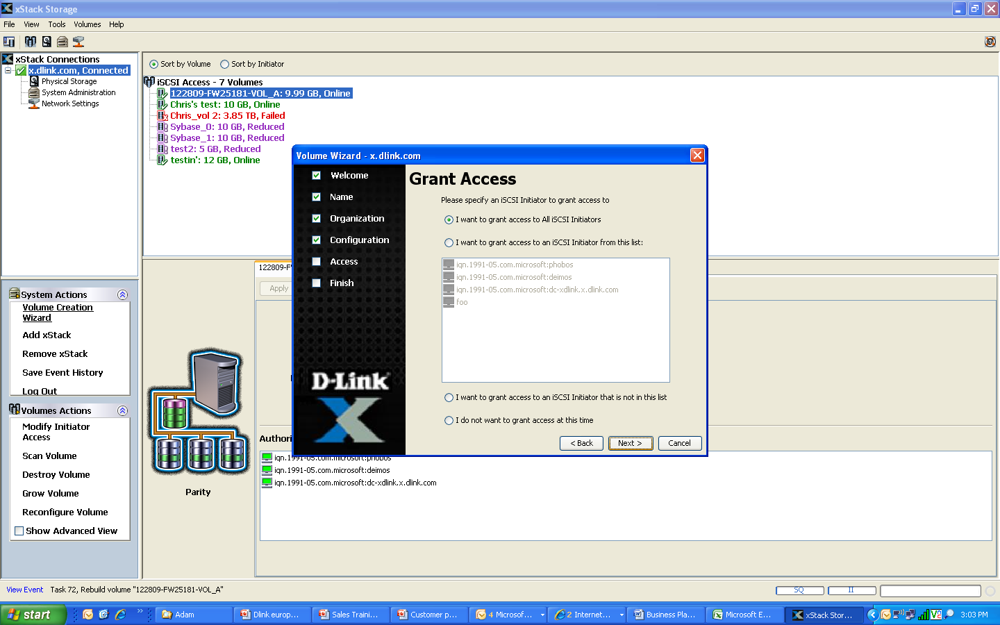 xStack Storage
File View Tools Volumes Help
xStack Connections
x.dlink.com, Connected
Physical Storage
System Administration
Network Settings
Sort by Volume Sort by Initiator
iSCSI Access - 7 Volumes
122809-FW25181-VOL_A: 9.99 GB, Online
Chris's test: 10 GB, Online
Chris_vol 2: 3.85 TB, Failed
Sybase_0: 10 GB, Reduced
Sybase_1: 10 GB, Reduced
test2: 5 GB, Reduced
testin': 12 GB, Online
System Actions
Volume Creation
Wizard
Add xStack
Remove xStack
Save Event History
Log Out
Volumes Actions
Modify Initiator
Access
Scan Volume
Destroy Volume
Grow Volume
Reconfigure Volume
Show Advanced View
Parity
122809-F
Apply
Authori
iqn.1991-05.com.microsoft:phobos
iqn.1991-05.com.microsoft:deimos
iqn.1991-05.com.microsoft:dc-xdlink.x.dlink.com
Volume Wizard - x.dlink.com
Welcome
Name
Organization
Configuration
Access
Finish
D-Link
Grant Access
Please specify an iSCSI Initiator to grant access to
I want to grant access to All iSCSI Initiators
I want to grant access to an iSCSI Initiator from this list:
iqn.1991-05.com.microsoft:phobos
iqn.1991-05.com.microsoft:deimos
iqn.1991-05.com.microsoft:dc-xdlink.x.dlink.com
foo
I want to grant access to an iSCSI Initiator that is not in this list
I do not want to grant access at this time
< Back Next > Cancel
View Event Task 72, Rebuild volume "122809-FW25181-VOL_A"
SQ II
start Adam Dlink europ... Sales Traini... Customer p... 4 Microsof... 2 Internet... Business Pla... Microsoft E... xStack Stor... 3:03 PM